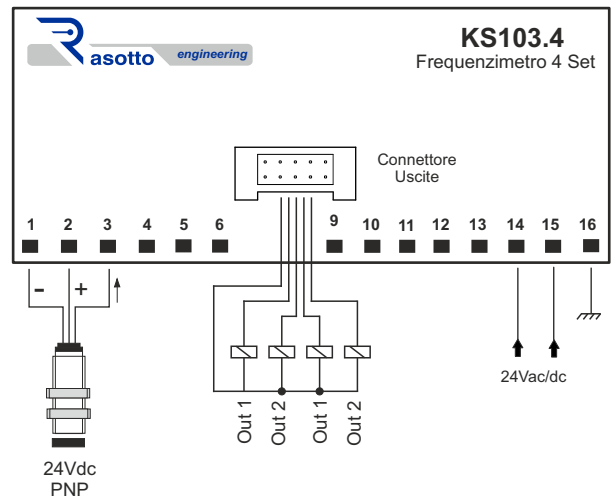 Rasotto engineering
KS103.4
Frequenzimetro 4 Set
Connettore
Uscite
1 2 3 4 5 6 9 10 11 12 13 14 15 16
- +
24Vac/dc
Out 1 Out 2 Out 1 Out 2
24Vdc
PNP